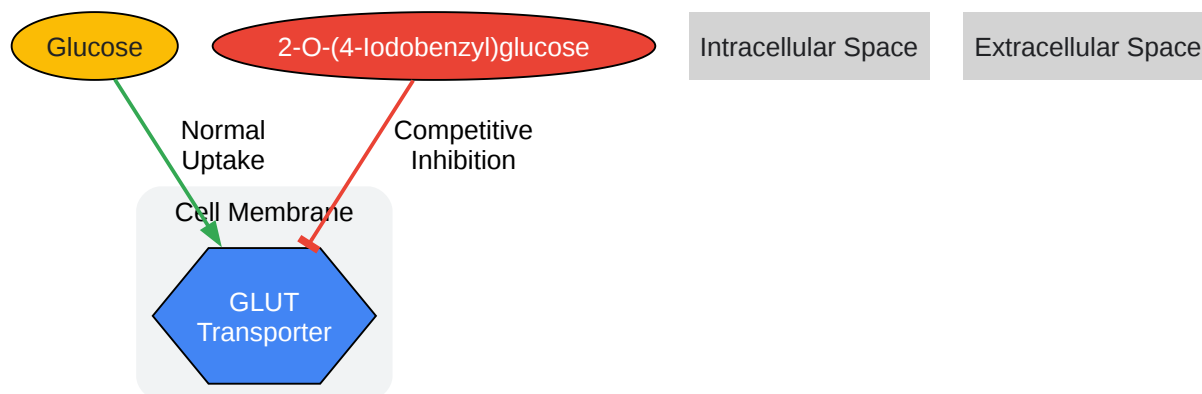 Glucose
2-O-(4-Iodobenzyl)glucose
Intracellular Space
Extracellular Space
Normal
Uptake
Competitive
Inhibition
Cell Membrane
GLUT
Transporter